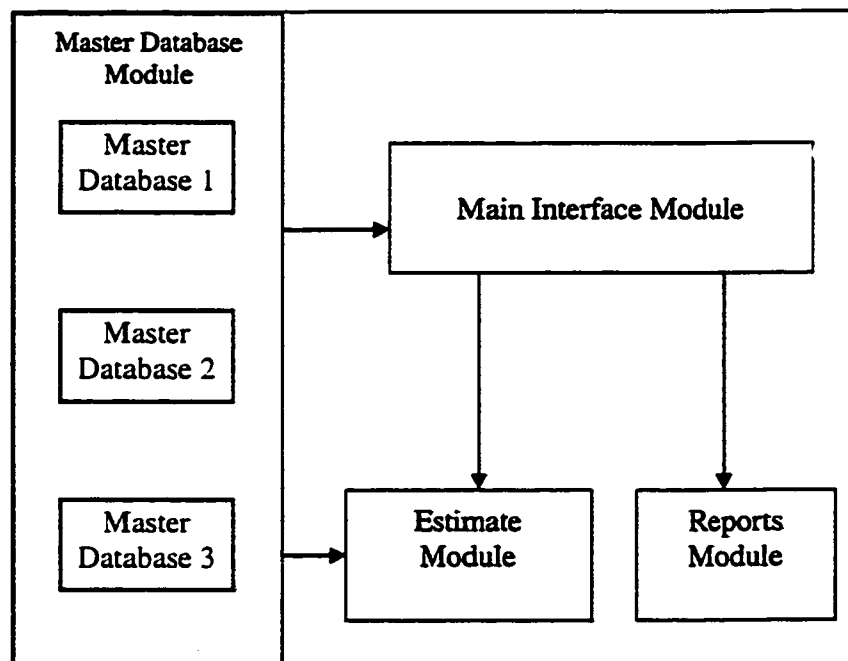 Master Database
Module
Master
Database 1
Main Interface Module
Master
Database 2
Master
Database 3
Estimate
Module
Reports
Module